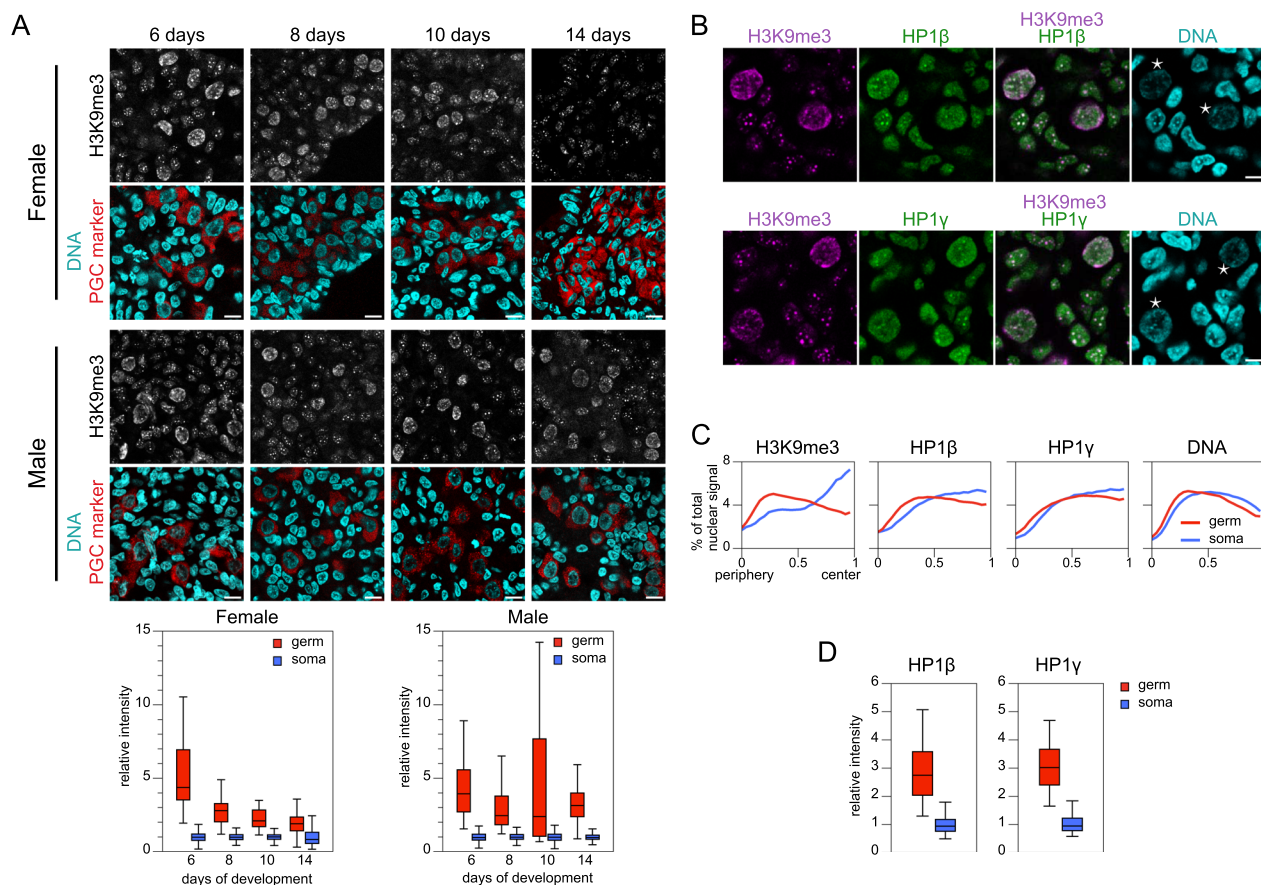 A
6 days
8 days
10 days
14 days
Female
H3K9me3
DNA
PGC marker
Male
H3K9me3
DNA
PGC marker
Female
15
10
5
0
relative intensity
germ
soma
6
8
10
14
days of development
Male
15
10
5
0
relative intensity
germ
soma
6
8
10
14
days of development
B
H3K9me3
HP1β
H3K9me3
HP1β
DNA
H3K9me3
HP1γ
H3K9me3
HP1γ
DNA
C
H3K9me3
HP1β
HP1γ
DNA
% of total
nuclear signal
8
4
0
germ
soma
0
0.5
1
0
0.5
1
0
0.5
1
0
0.5
periphery
center
D
HP1β
HP1γ
relative intensity
6
5
4
3
2
1
0
6
5
4
3
2
1
0
germ
soma